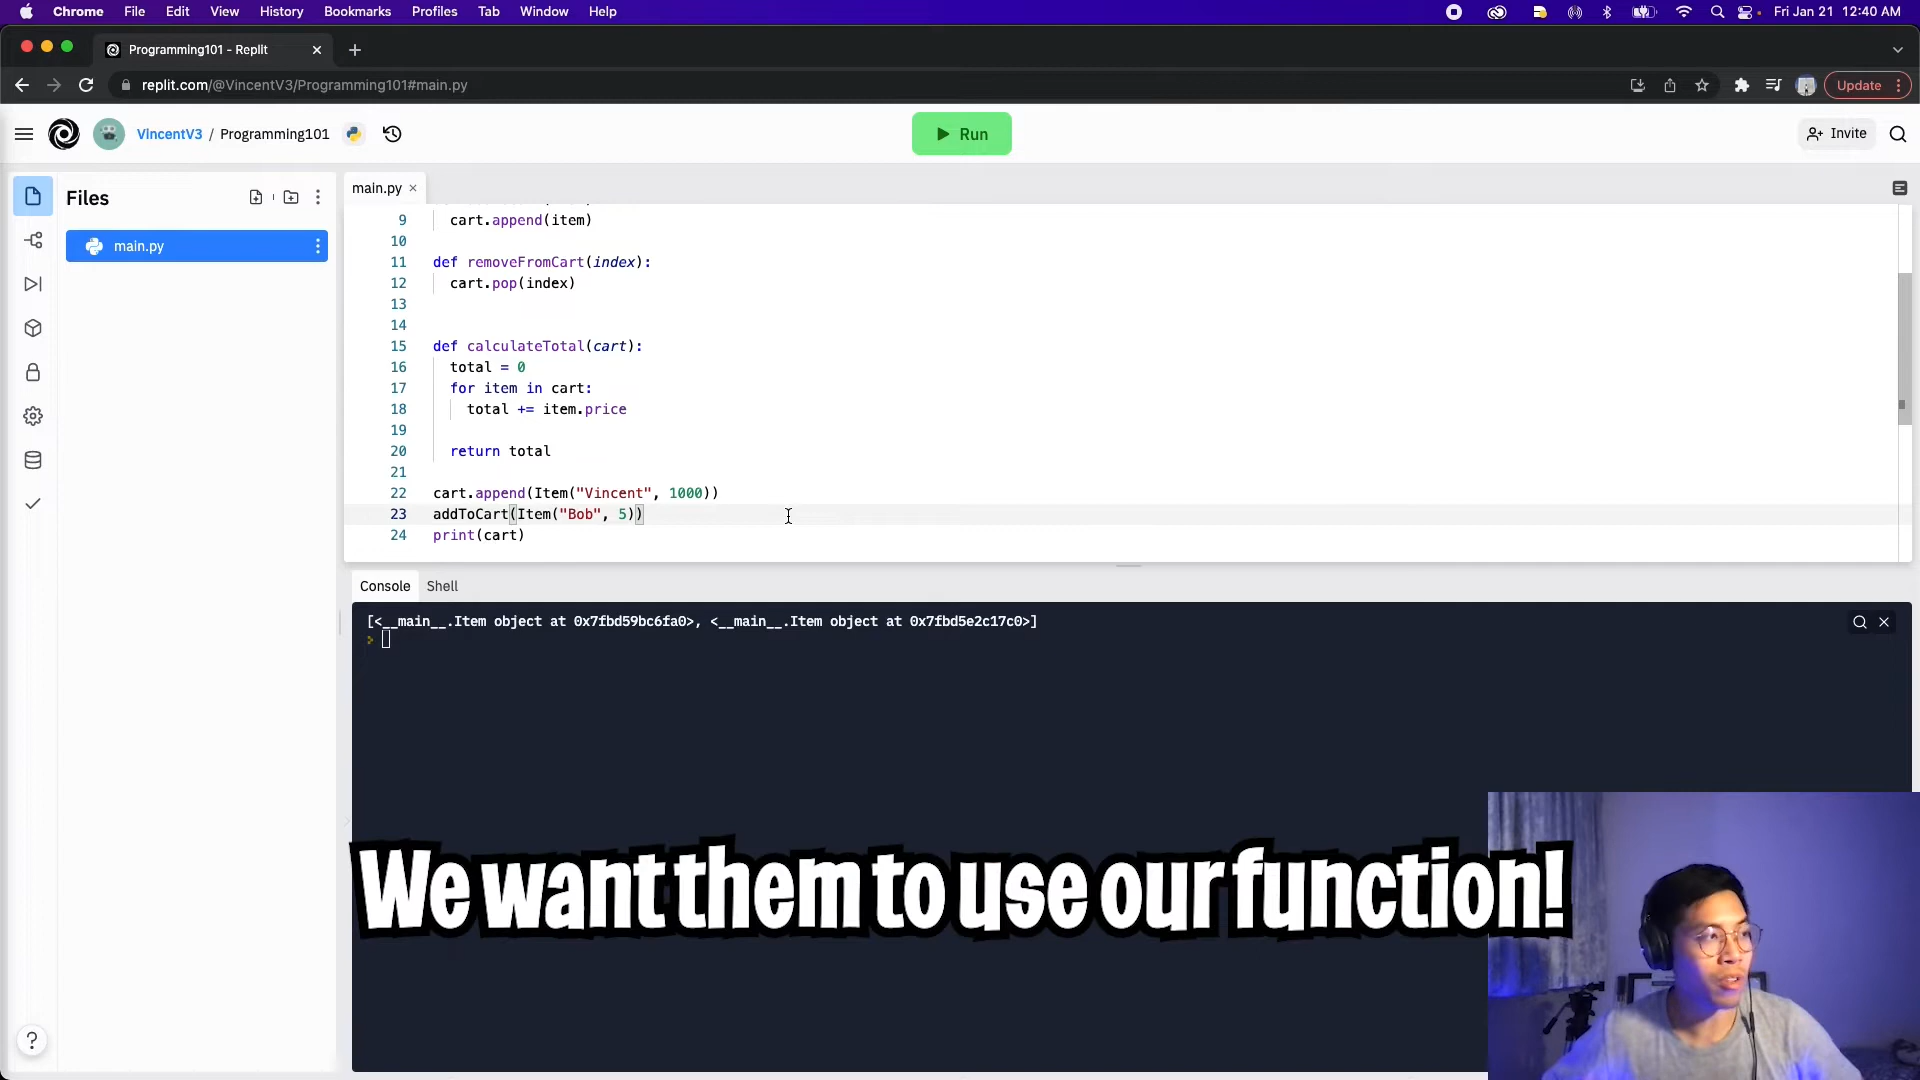 Chrome File Edit View History Bookmarks Profiles Tab Window Help Fri Jan 21 12:40 AM
Programming101 - Replit
replit.com/@VincentV3/Programming101#main.py Update
VincentV3 / Programming101 Run Invite
Files main.py
main.py
9 cart.append(item)
10
11 def removeFromCart(index):
12 cart.pop(index)
13
14
15 def calculateTotal(cart):
16 total = 0
17 for item in cart:
18 total += item.price
19
20 return total
21
22 cart.append(Item("Vincent", 1000))
23 addToCart(Item("Bob", 5))
24 print(cart)
Console Shell
[<__main__.Item object at 0x7fbd59bc6fa0>, <__main__.Item object at 0x7fbd5e2c17c0>]
We want them to use our function!
?